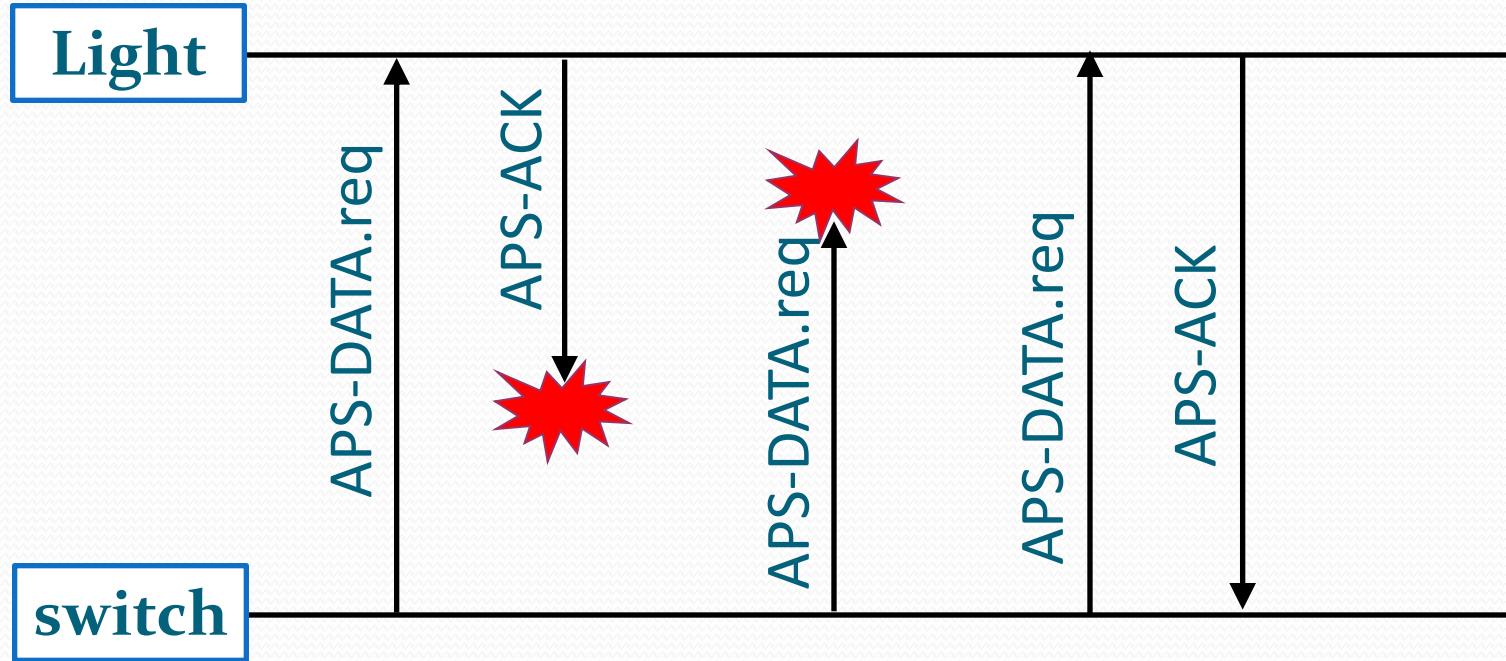 Light
APS-DATA.req
APS-ACK
APS-DATA.req
APS-DATA.req
APS-ACK
switch